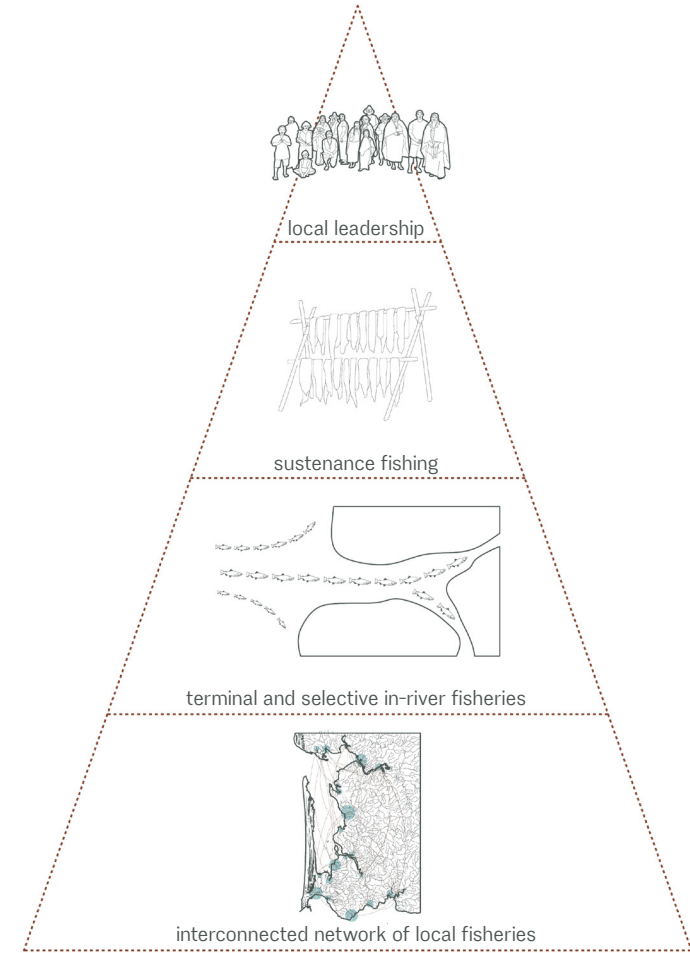 local leadership
sustenance fishing
terminal and selective in-river fisheries
interconnected network of local fisheries